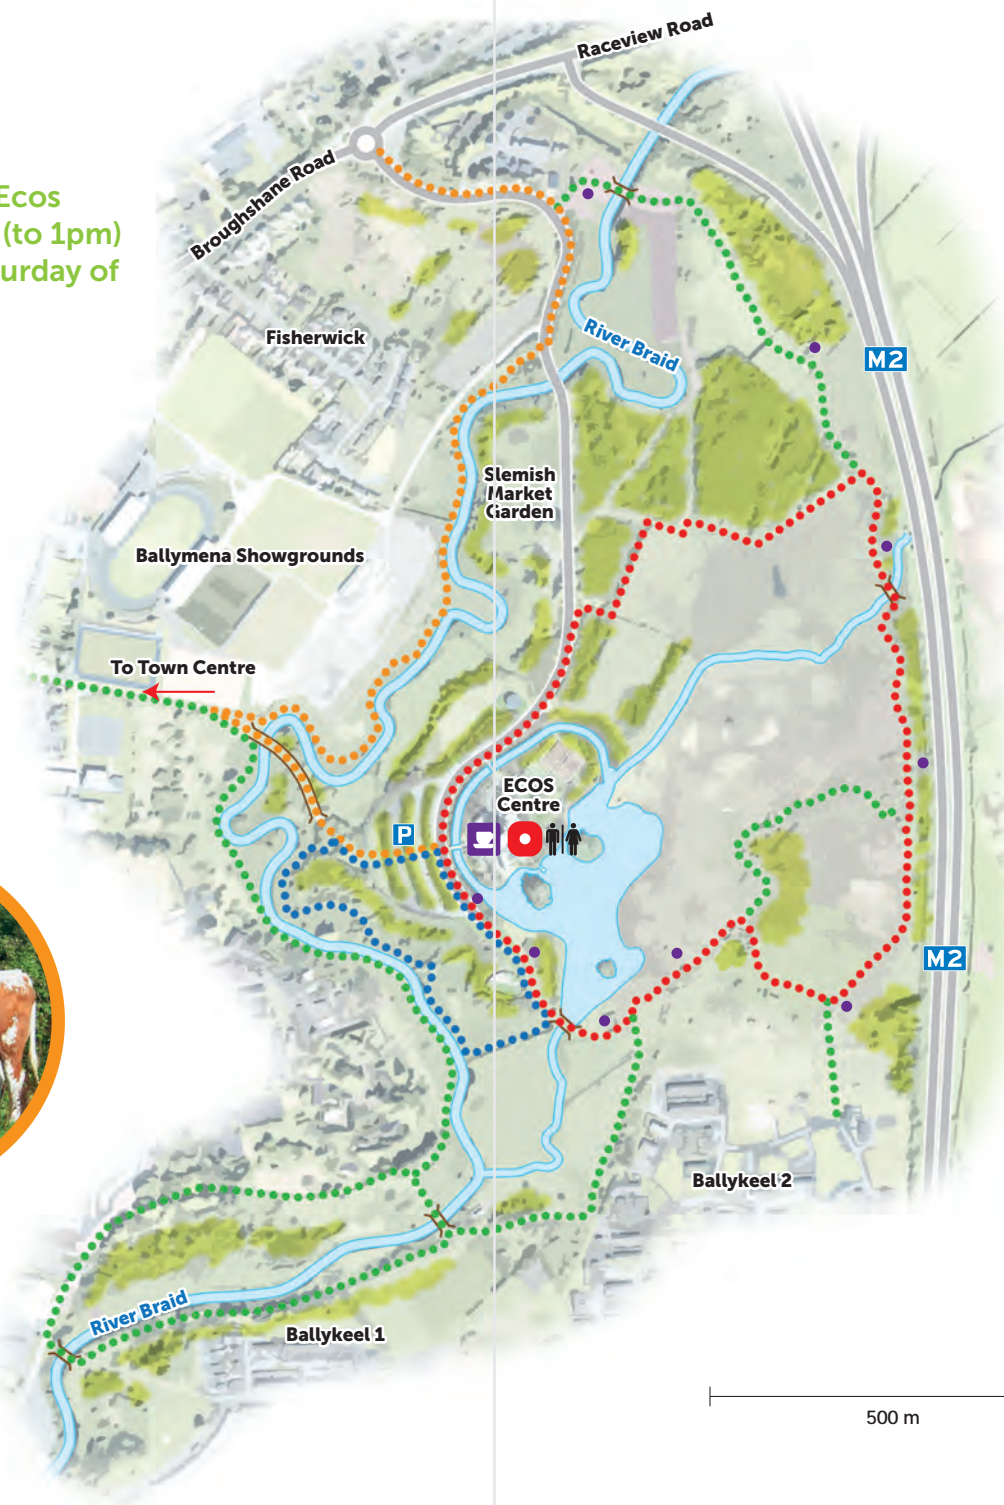 Raceview Road
Broughshane Road
Ecos
(to 1pm)
urday of
Fisherwick
River Braid
M2
Slemish
Market
Garden
Ballymena Showgrounds
To Town Centre
ECOS
Centre
P
M2
Ballykeel 2
River Braid
Ballykeel 1
500 m